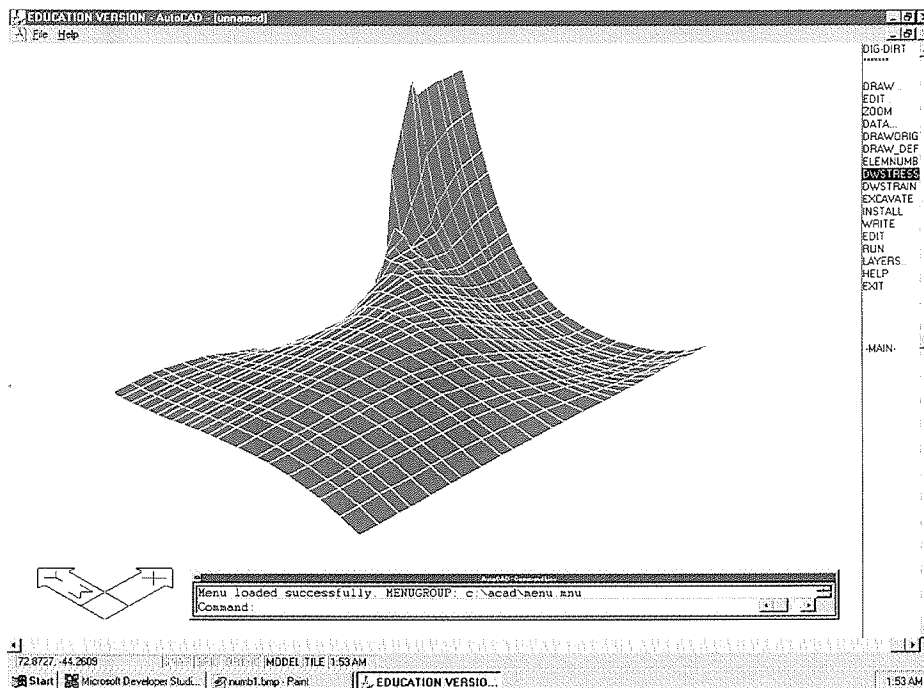 EDUCATION VERSION - AutoCAD - [unnamed]
File Help
DIG-DIRT
*******
DRAW..
EDIT..
ZOOM
DATA...
DRAWORIG
DRAW_DEF
ELEMNUMB
DWSTRESS
DWSTRAIN
EXCAVATE
INSTALL
WRITE
EDIT
RUN
LAYERS..
HELP
EXIT
-MAIN-
Y
W
X
Menu loaded successfully. MENUGROUP: c:\acad\menu.mnu
Command:
72.8727, -44.2609 MODEL TILE 1:53 AM
Start Microsoft Developer Studi... numb1.bmp - Paint EDUCATION VERSIO... 1:53 AM